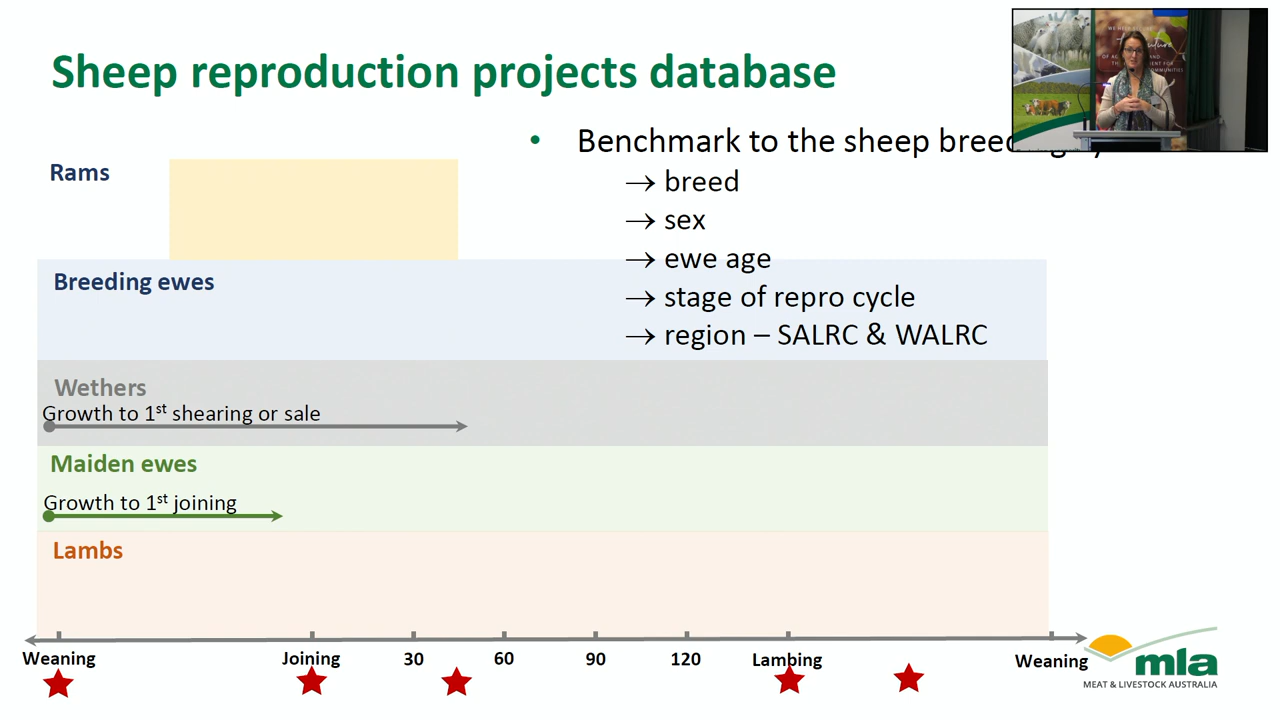 Sheep reproduction projects database
• Benchmark to the sheep
→ breed
→ sex
→ ewe age
→ stage of repro cycle
→ region – SALRC & WALRC
Rams
Breeding ewes
Wethers
Growth to 1st shearing or sale
Maiden ewes
Growth to 1st joining
Lambs
Weaning Joining 30 60 90 120 Lambing Weaning
mla
MEAT & LIVESTOCK AUSTRALIA